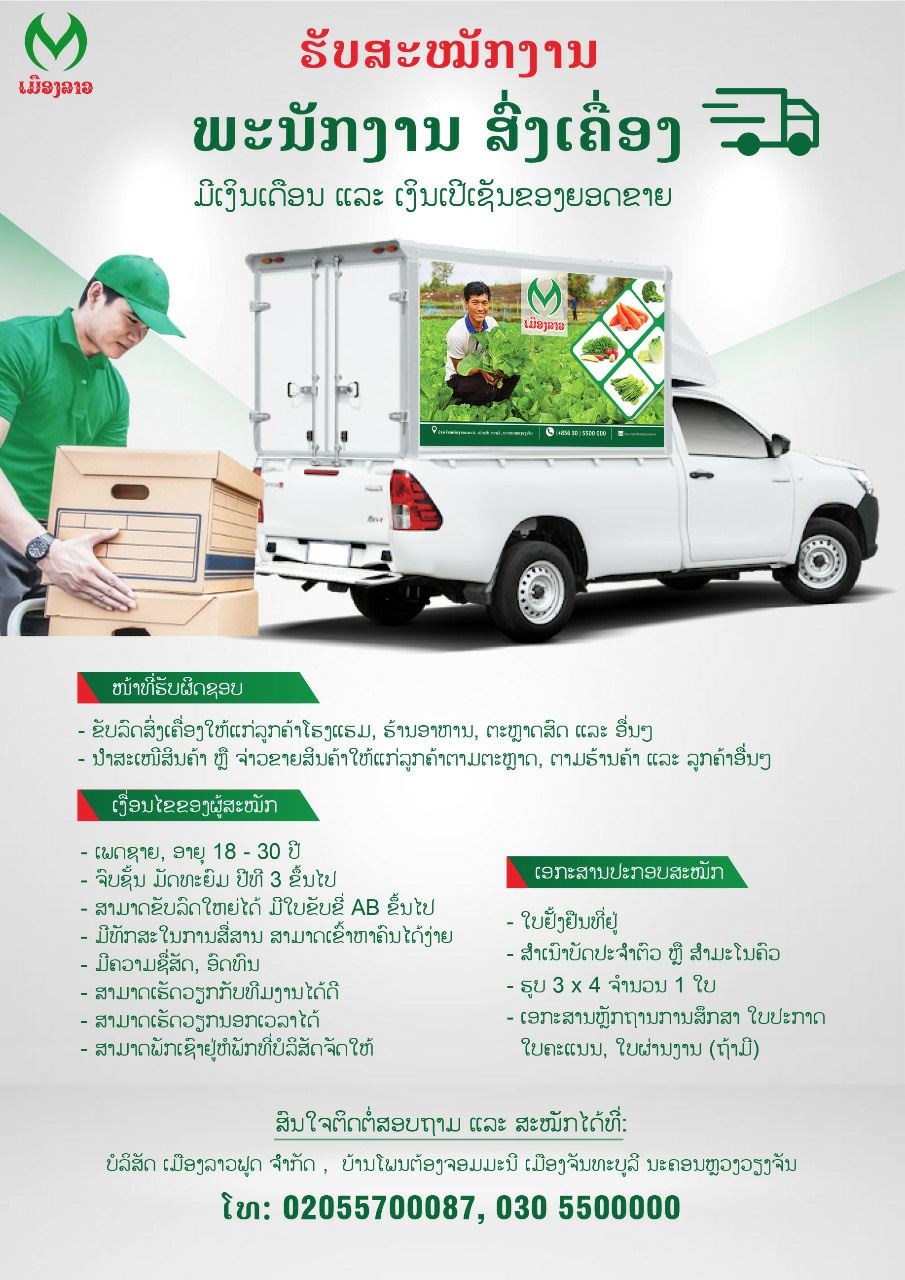 ເມືອງລາວ
ຮັບສະໝັກງານ
ພະນັກງານ ສົ່ງເຄື່ອງ
ມີເງິນເດືອນ ແລະ ເງິນເປີເຊັນຂອງຍອດຂາຍ
ເມືອງລາວ
(+856 30 ) 5500 000
ໜ້າທີ່ຮັບຜິດຊອບ
- ຂັບລົດສົ່ງເຄື່ອງໃຫ້ແກ່ລູກຄ້າໂຮງແຮມ, ຮ້ານອາຫານ, ຕະຫຼາດສົດ ແລະ ອື່ນໆ
- ນຳສະເໜີສິນຄ້າ ຫຼື ຈ່າວຂາຍສິນຄ້າໃຫ້ແກ່ລູກຄ້າຕາມຕະຫຼາດ, ຕາມຮ້ານຄ້າ ແລະ ລູກຄ້າອື່ນໆ
ເງື່ອນໄຂຂອງຜູ້ສະໝັກ
- ເພດຊາຍ, ອາຍຸ 18 - 30 ປີ
- ຈົບຊັ້ນ ມັດທະຍົມ ປີທີ 3 ຂຶ້ນໄປ
- ສາມາດຂັບລົດໃຫຍ່ໄດ້ ມີໃບຂັບຂີ່ AB ຂຶ້ນໄປ
- ມີທັກສະໃນການສື່ສານ ສາມາດເຂົ້າຫາຄົນໄດ້ງ່າຍ
- ມີຄວາມຊື່ສັດ, ອົດທົນ
- ສາມາດເຮັດວຽກກັບທີມງານໄດ້ດີ
- ສາມາດເຮັດວຽກນອກເວລາໄດ້
- ສາມາດພັກເຊົາຢູ່ຫໍພັກທີ່ບໍລິສັດຈັດໃຫ້
ເອກະສານປະກອບສະໝັກ
- ໃບຢັ້ງຢືນທີ່ຢູ່
- ສຳເນົາບັດປະຈຳຕົວ ຫຼື ສຳມະໂນຄົວ
- ຮູບ 3 x 4 ຈຳນວນ 1 ໃບ
- ເອກະສານຫຼັກຖານການສຶກສາ ໃບປະກາດ
ໃບຄະແນນ, ໃບຜ່ານງານ (ຖ້າມີ)
ສົນໃຈຕິດຕໍ່ສອບຖາມ ແລະ ສະໝັກໄດ້ທີ່:
ບໍລິສັດ ເມືອງລາວຟູດ ຈຳກັດ , ບ້ານໂພນຕ້ອງຈອມມະນີ ເມືອງຈັນທະບູລີ ນະຄອນຫຼວງວຽງຈັນ
ໂທ: 02055700087, 030 5500000